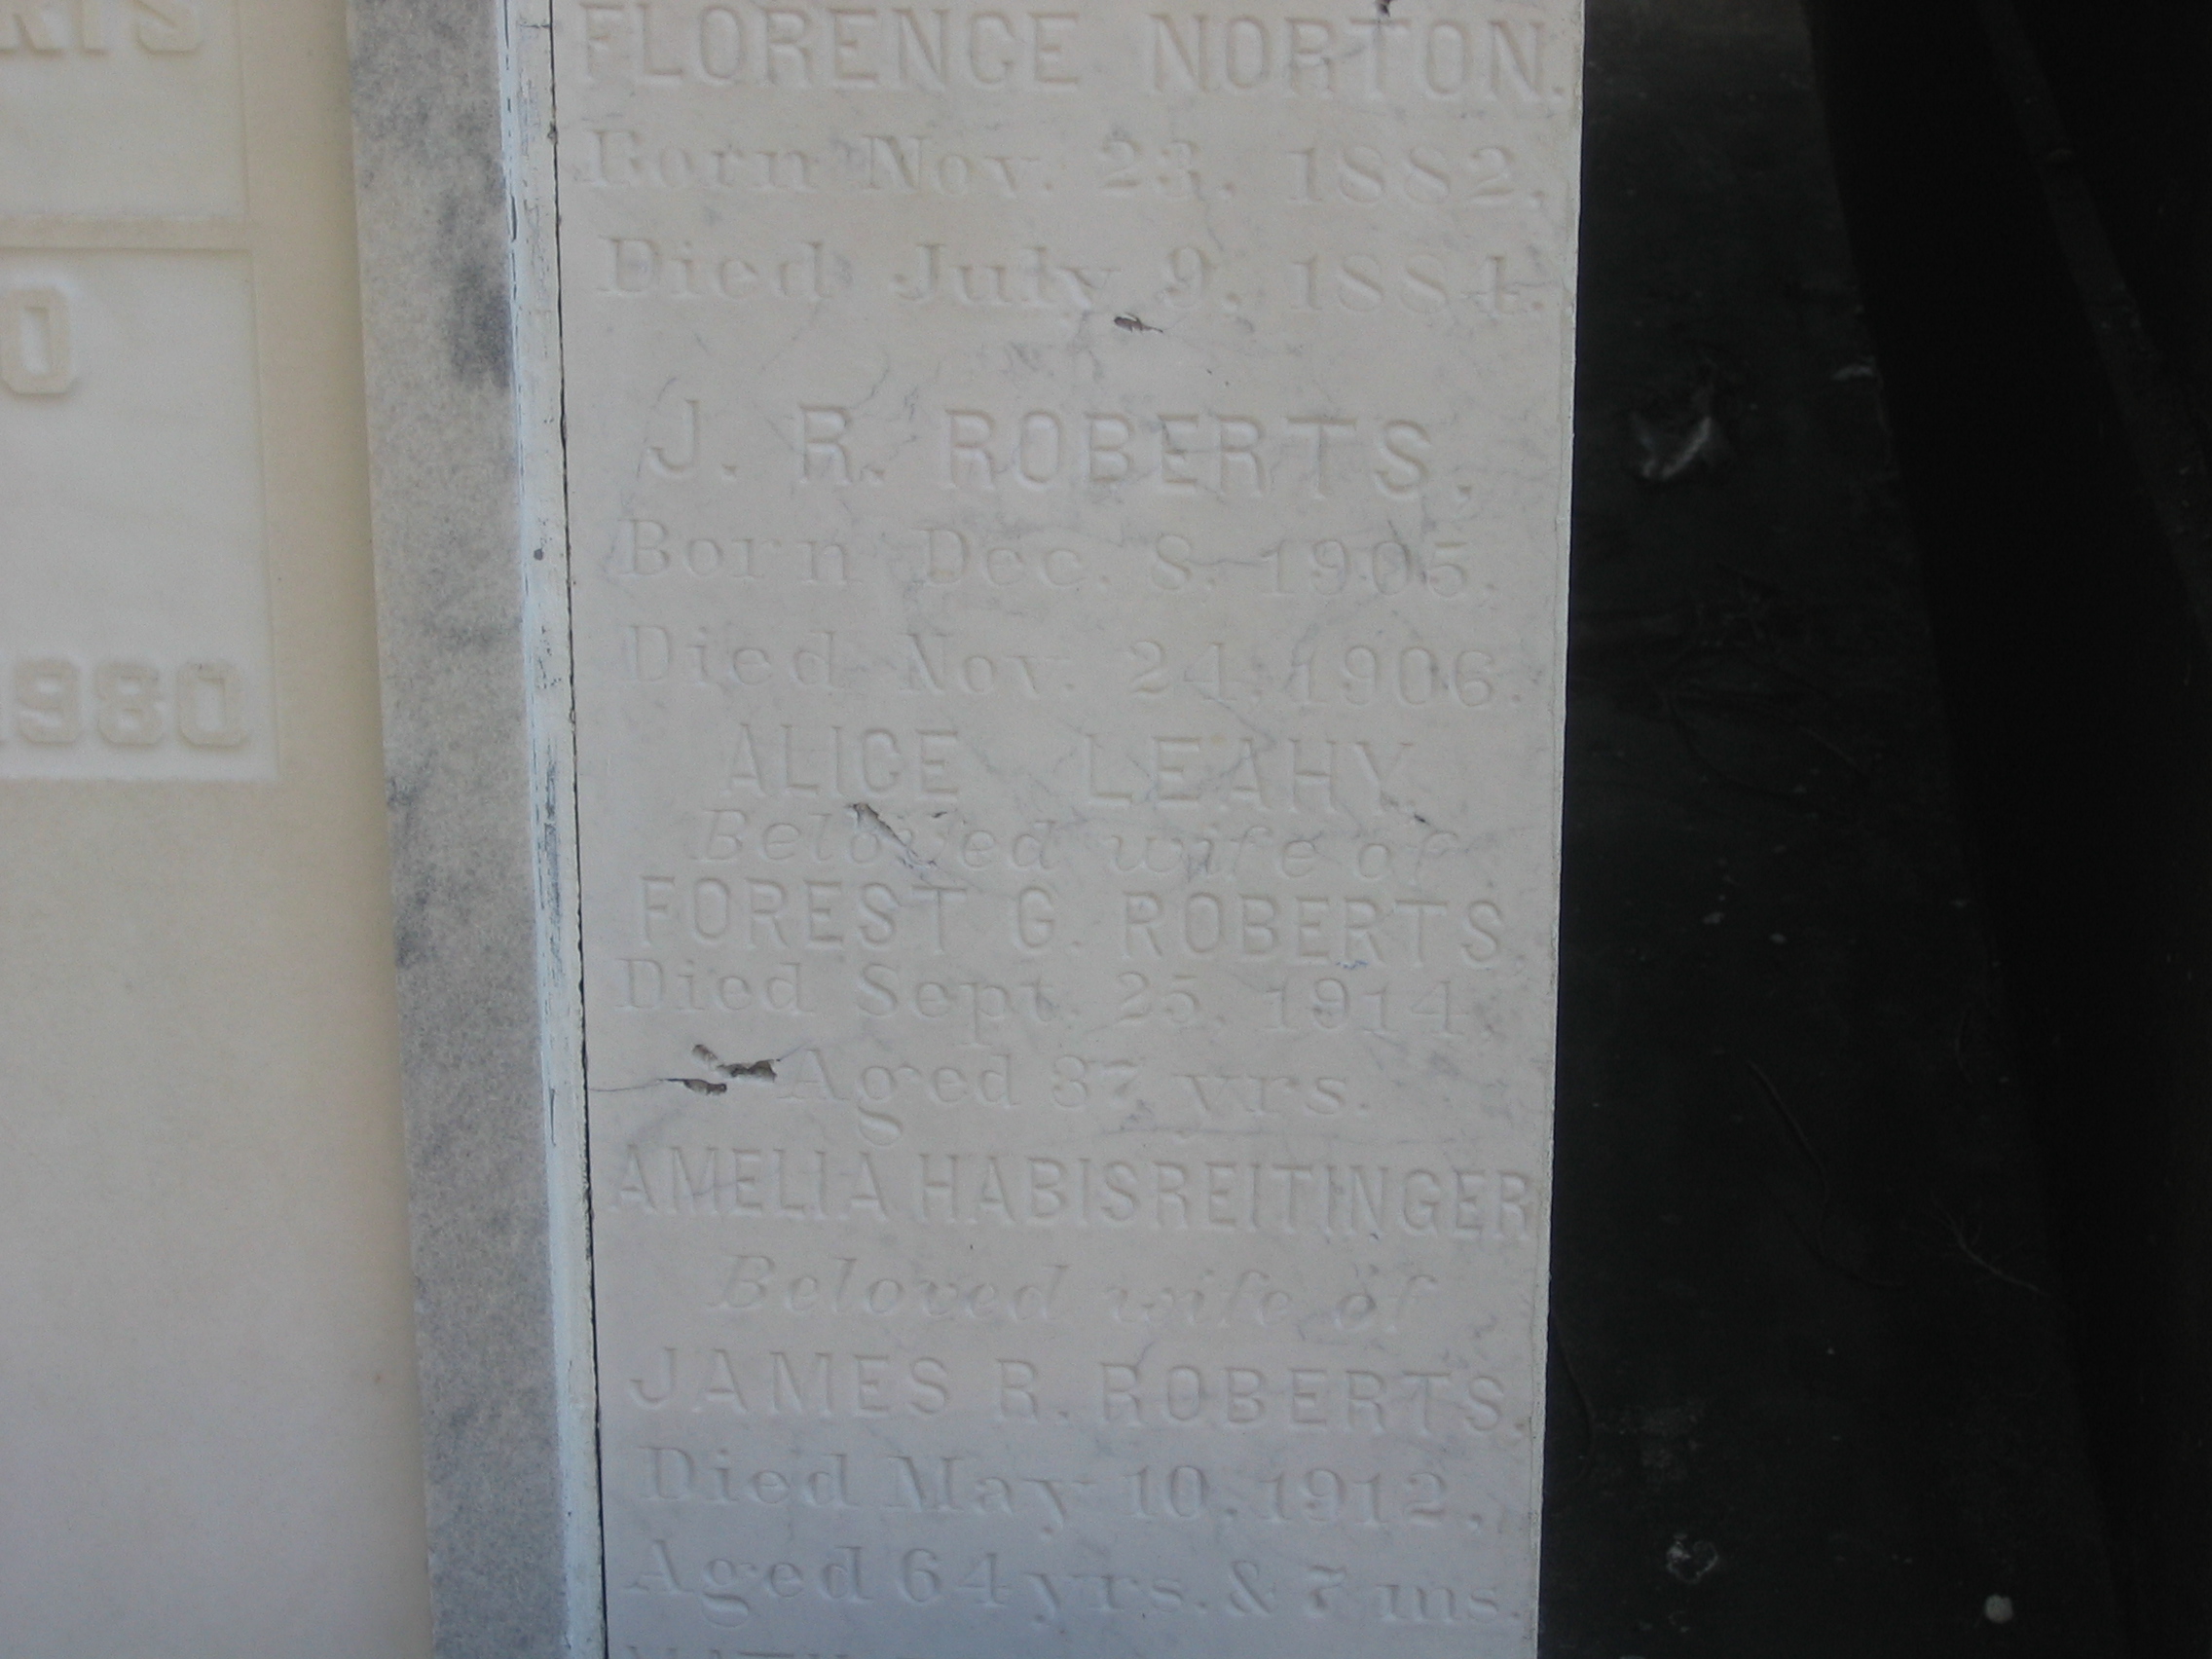 FLORENCE NORTON.
Born Nov. 23, 1882,
Died July 9, 1884.
J. R. ROBERTS,
Born Dec. 8, 1905.
Died Nov. 24, 1906.
ALICE LEAHY.
Beloved wife of
FOREST G. ROBERTS.
Died Sept. 25, 1914.
Aged 37 yrs.
AMELIA HABISREITINGER
Beloved wife of
JAMES R. ROBERTS.
Died May 10, 1912,
Aged 64 yrs. & 7 ms.
1980